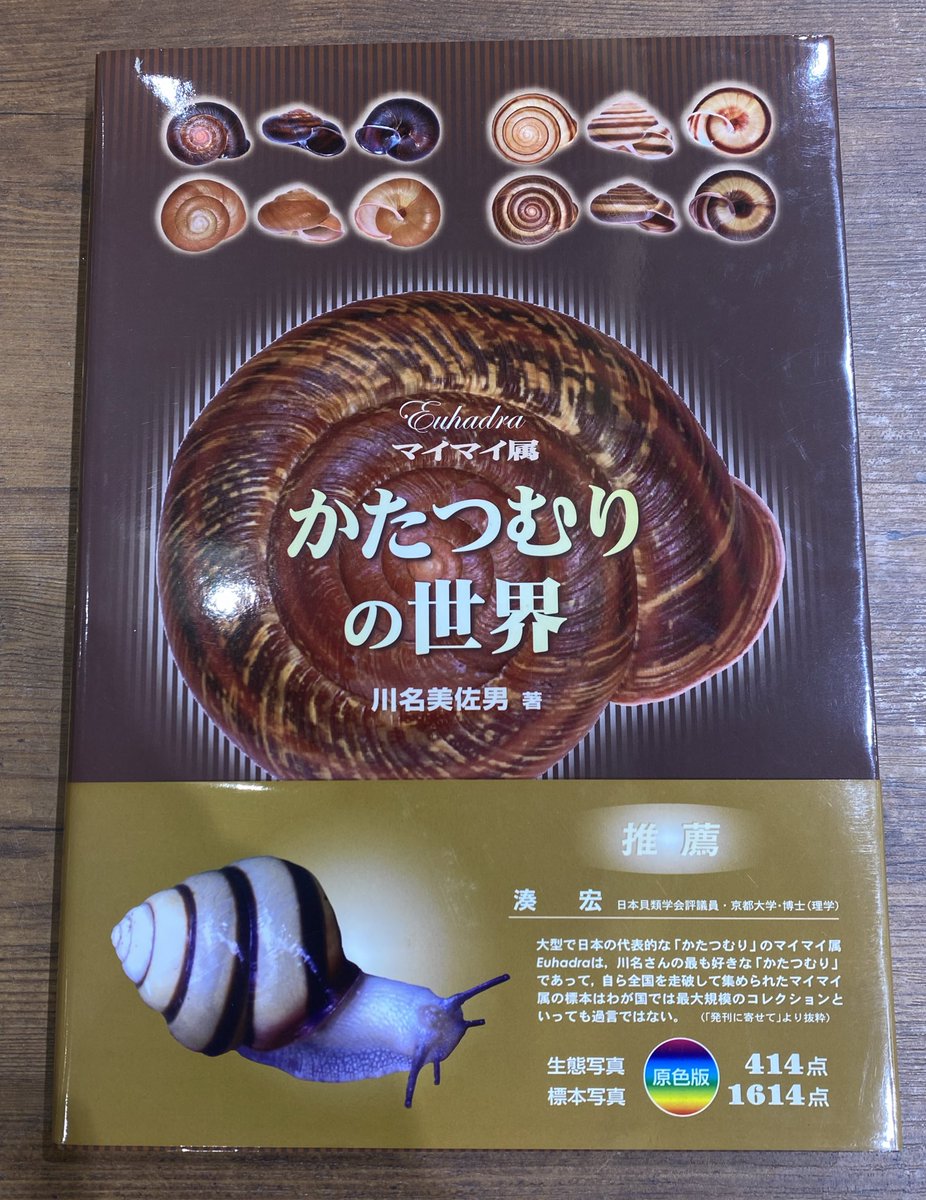 Euhadra
マイマイ属
かたつむり
の世界
川名美佐男 著
推薦
湊 宏 日本貝類学会評議員・京都大学・博士（理学）
大型で日本の代表的な「かたつむり」のマイマイ属
Euhadraは，川名さんの最も好きな「かたつむり」
であって，自ら全国を走破して集められたマイマイ
属の標本はわが国では最大規模のコレクションと
いっても過言ではない。（「発刊に寄せて」より抜粋）
生態写真 原色版 414点
標本写真 1614点